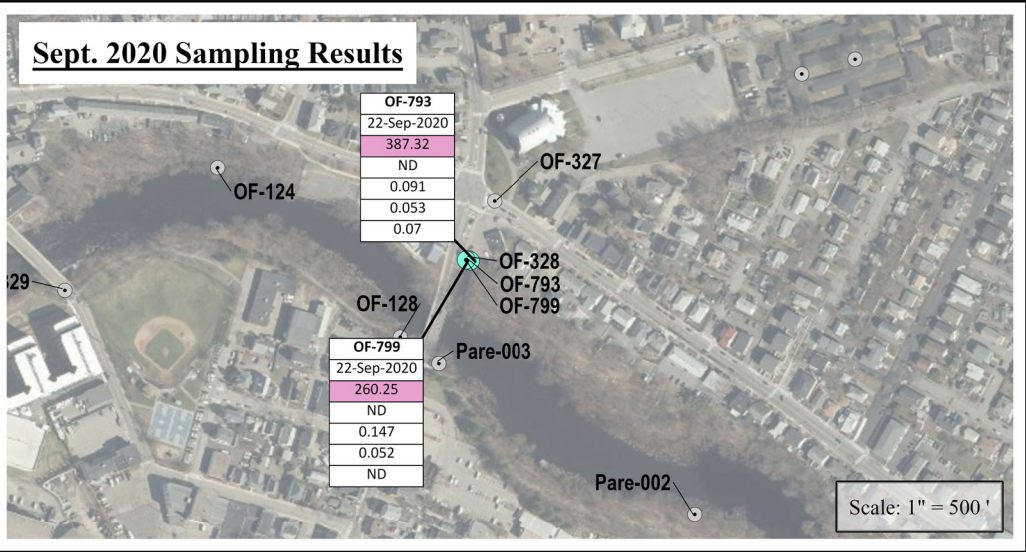 Sept. 2020 Sampling Results
OF-793
22-Sep-2020
387.32
ND
0.091
0.053
0.07
OF-327
OF-124
OF-328
OF-793
OF-799
329
OF-128
Pare-003
OF-799
22-Sep-2020
260.25
ND
0.147
0.052
ND
Pare-002
Scale: 1" = 500 '